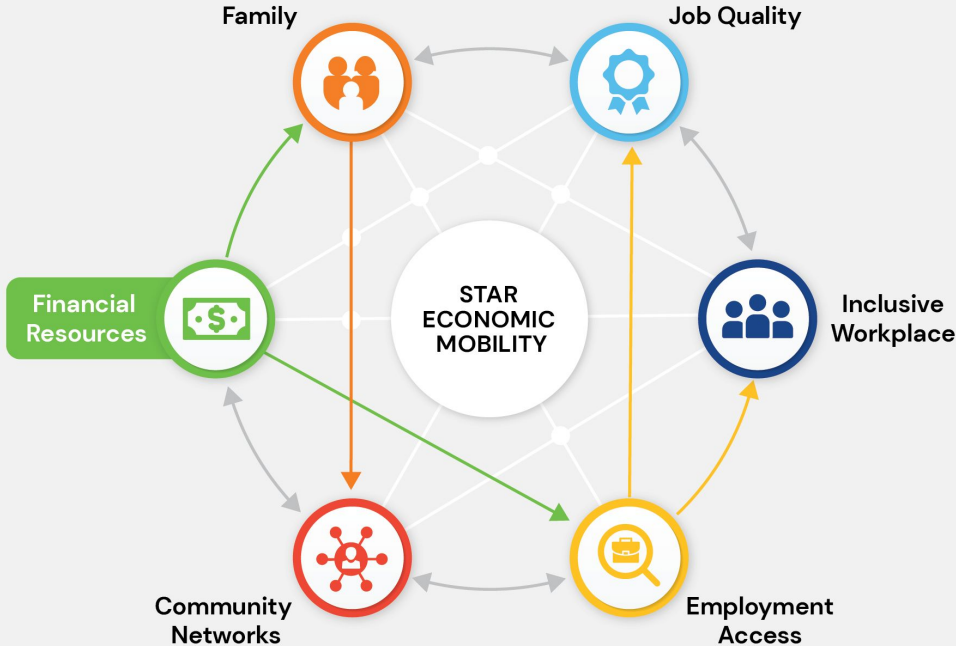 Family
Job Quality
Financial
Resources
$
STAR
ECONOMIC
MOBILITY
Inclusive
Workplace
Community
Networks
Employment
Access